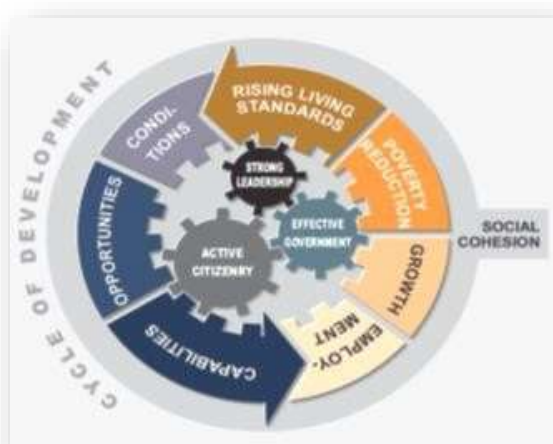 CYCLE OF DEVELOPMENT
RISING LIVING
STANDARDS
POVERTY
REDUCTION
GROWTH
EMPLOY-
MENT
CAPABILITIES
OPPORTUNITIES
CONDI-
TIONS
STRONG
LEADERSHIP
EFFECTIVE
GOVERNMENT
ACTIVE
CITIZENRY
SOCIAL
COHESION